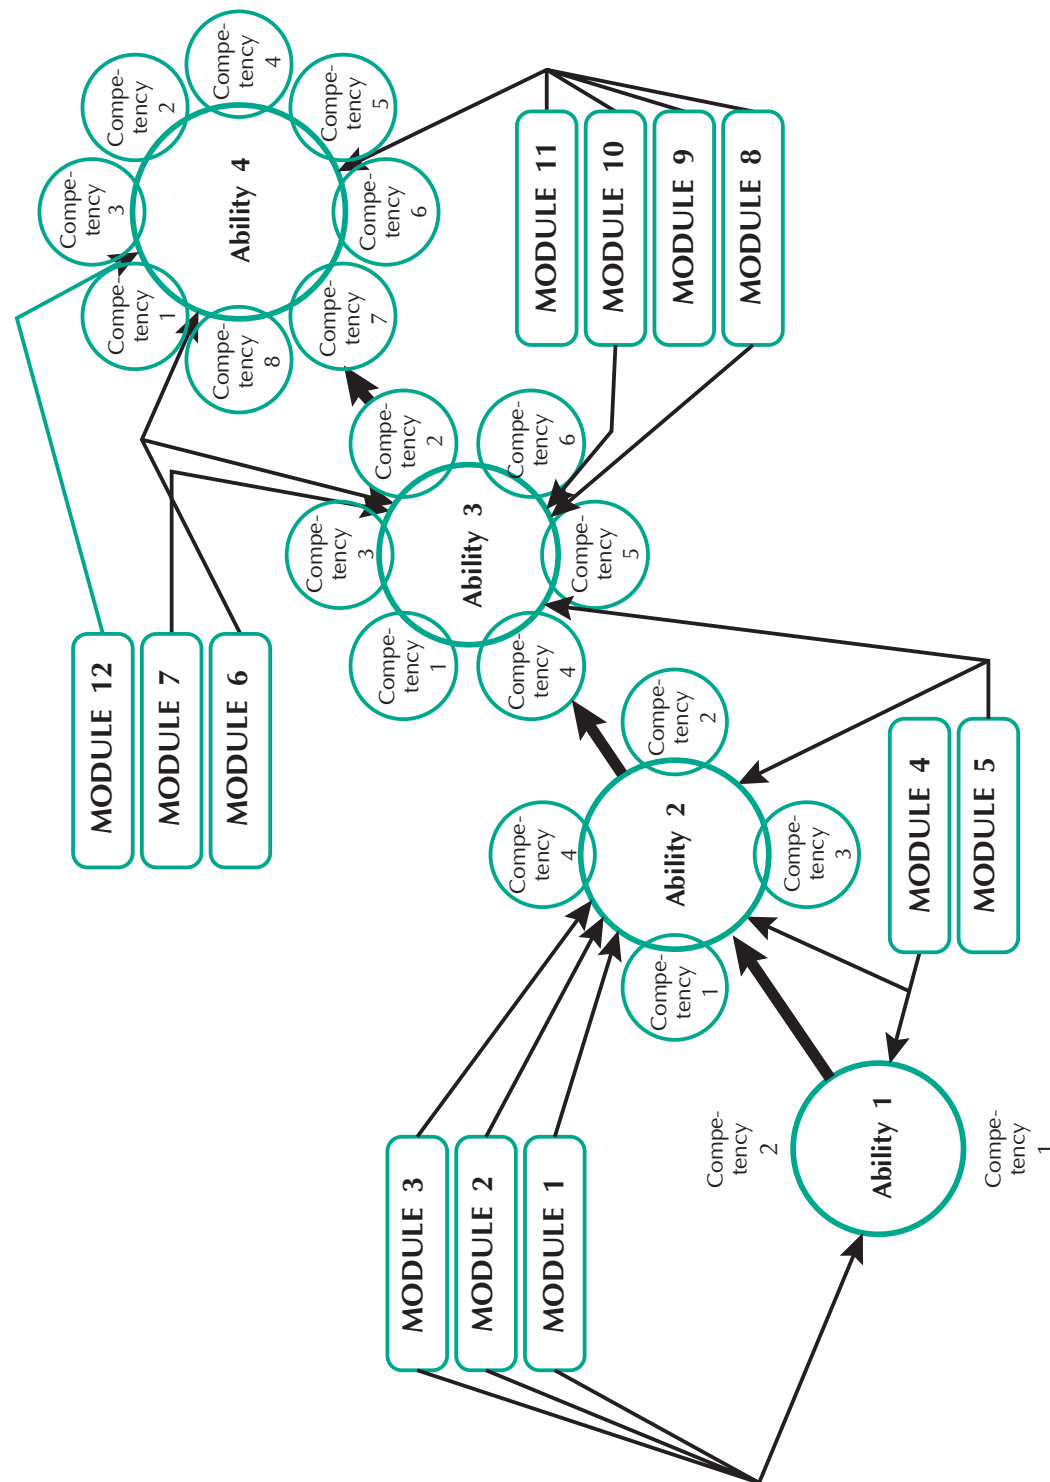 MODULE 3
MODULE 2
MODULE 1
Compe-
tency
2
Ability 1
Compe-
tency
1
MODULE 12
MODULE 7
MODULE 6
Compe-
tency
4
Compe-
tency
1
Ability 2
Compe-
tency
2
Compe-
tency
3
MODULE 4
MODULE 5
Compe-
tency
3
Compe-
tency
1
Compe-
tency
2
Ability 3
Compe-
tency
4
Compe-
tency
6
Compe-
tency
5
Compe-
tency
3
Compe-
tency
1
Compe-
tency
2
Compe-
tency
8
Ability 4
Compe-
tency
4
Compe-
tency
7
Compe-
tency
5
Compe-
tency
6
MODULE 11
MODULE 10
MODULE 9
MODULE 8